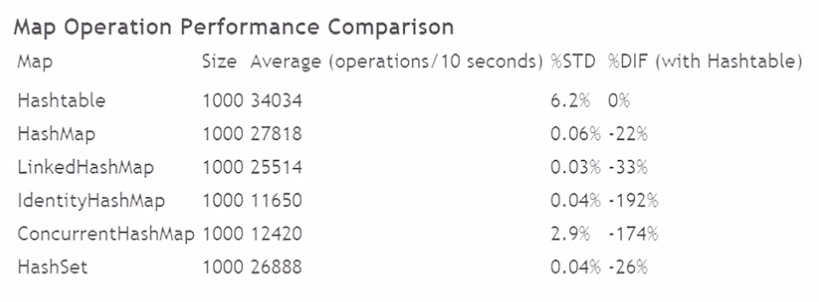 Map Operation Performance Comparison
Map Size Average (operations/10 seconds) %STD %DIF (with Hashtable)
Hashtable 1000 34034 6.2% 0%
HashMap 1000 27818 0.06% -22%
LinkedHashMap 1000 25514 0.03% -33%
IdentityHashMap 1000 11650 0.04% -192%
ConcurrentHashMap 1000 12420 2.9% -174%
HashSet 1000 26888 0.04% -26%